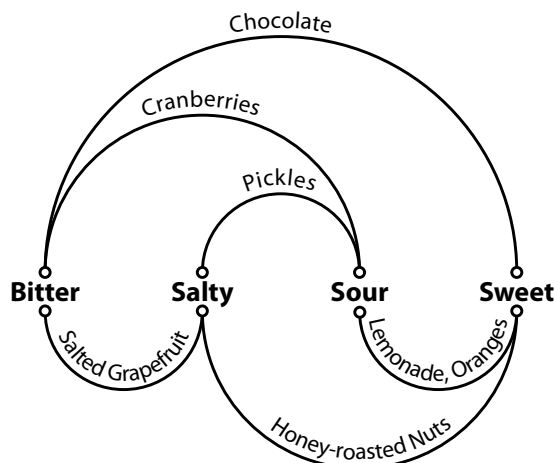 Chocolate
Cranberries
Pickles
Bitter Salty Sour Sweet
Salted Grapefruit
Lemonade, Oranges
Honey-roasted Nuts